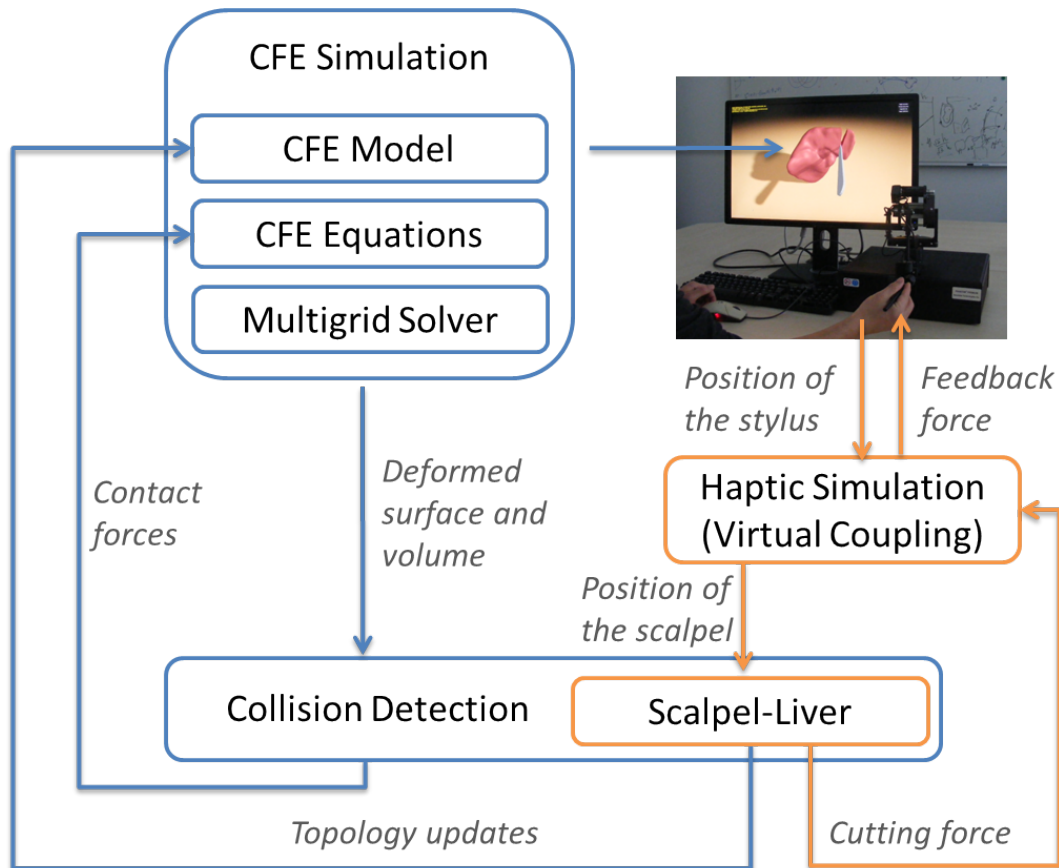 CFE Simulation
CFE Model
CFE Equations
Multigrid Solver
Position of
the stylus
Feedback
force
Haptic Simulation
(Virtual Coupling)
Contact
forces
Deformed
surface and
volume
Position of
the scalpel
Collision Detection
Scalpel-Liver
Topology updates
Cutting force